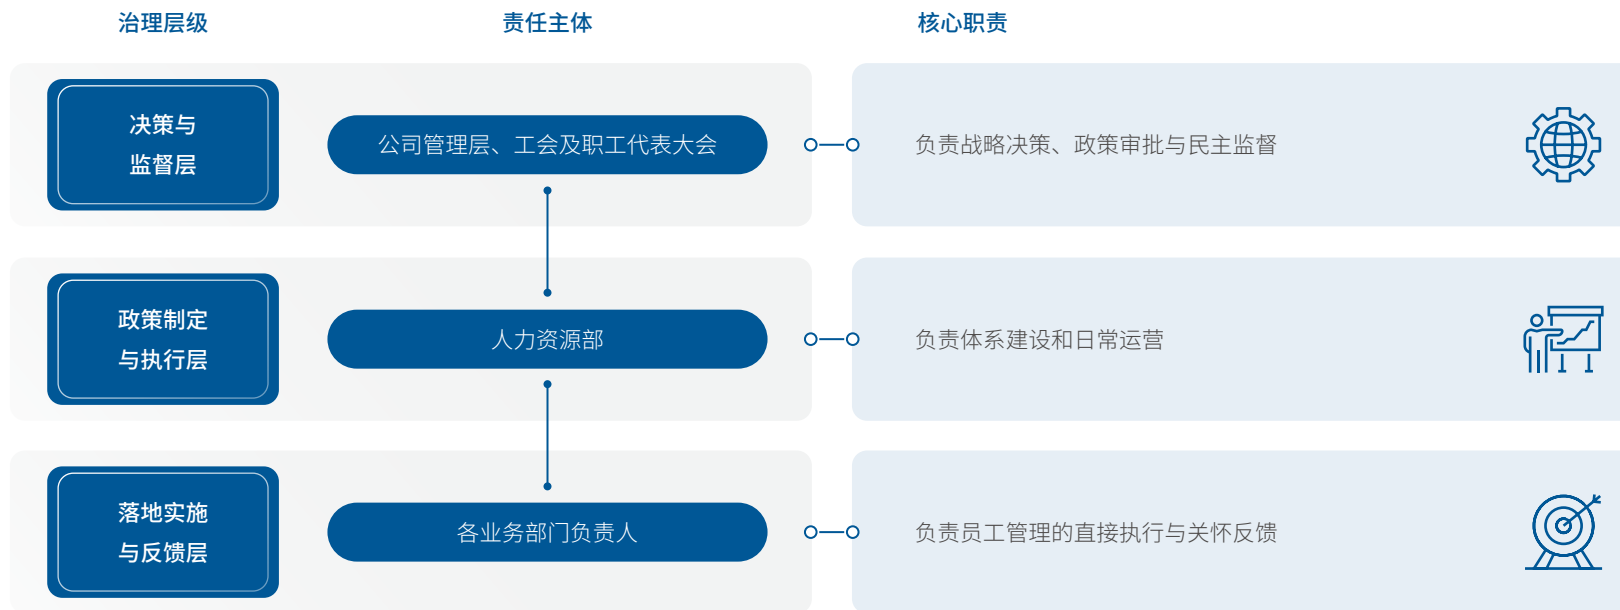 治理层级
责任主体
核心职责
决策与
监督层
公司管理层、工会及职工代表大会
负责战略决策、政策审批与民主监督
政策制定
与执行层
人力资源部
负责体系建设和日常运营
落地实施
与反馈层
各业务部门负责人
负责员工管理的直接执行与关怀反馈